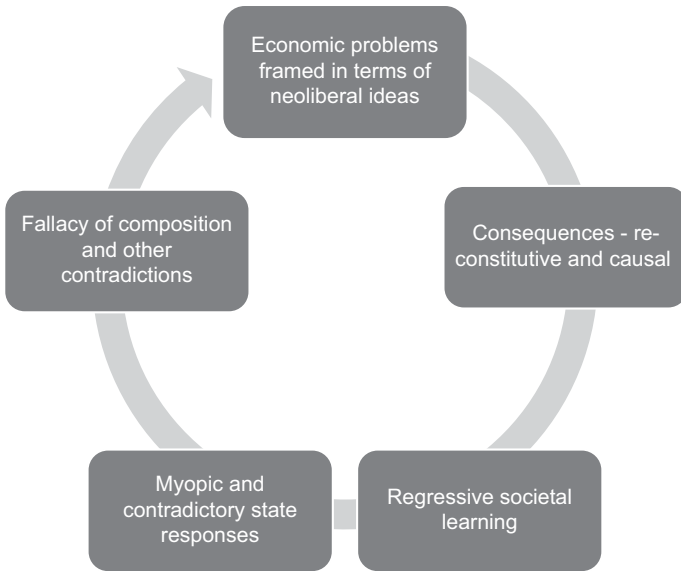 Economic problems
framed in terms of
neoliberal ideas
Consequences - re-
constitutive and causal
Regressive societal
learning
Myopic and
contradictory state
responses
Fallacy of composition
and other
contradictions